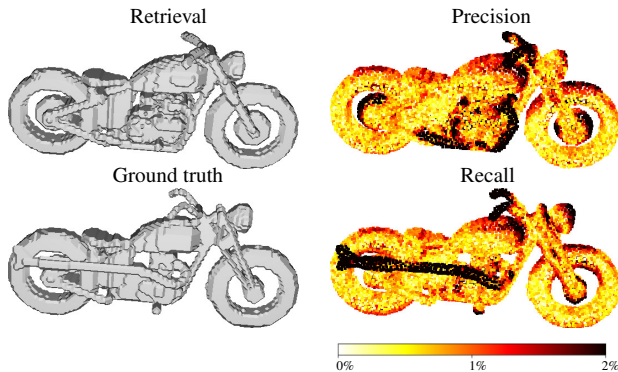 Retrieval
Precision
Ground truth
Recall
0%
1%
2%